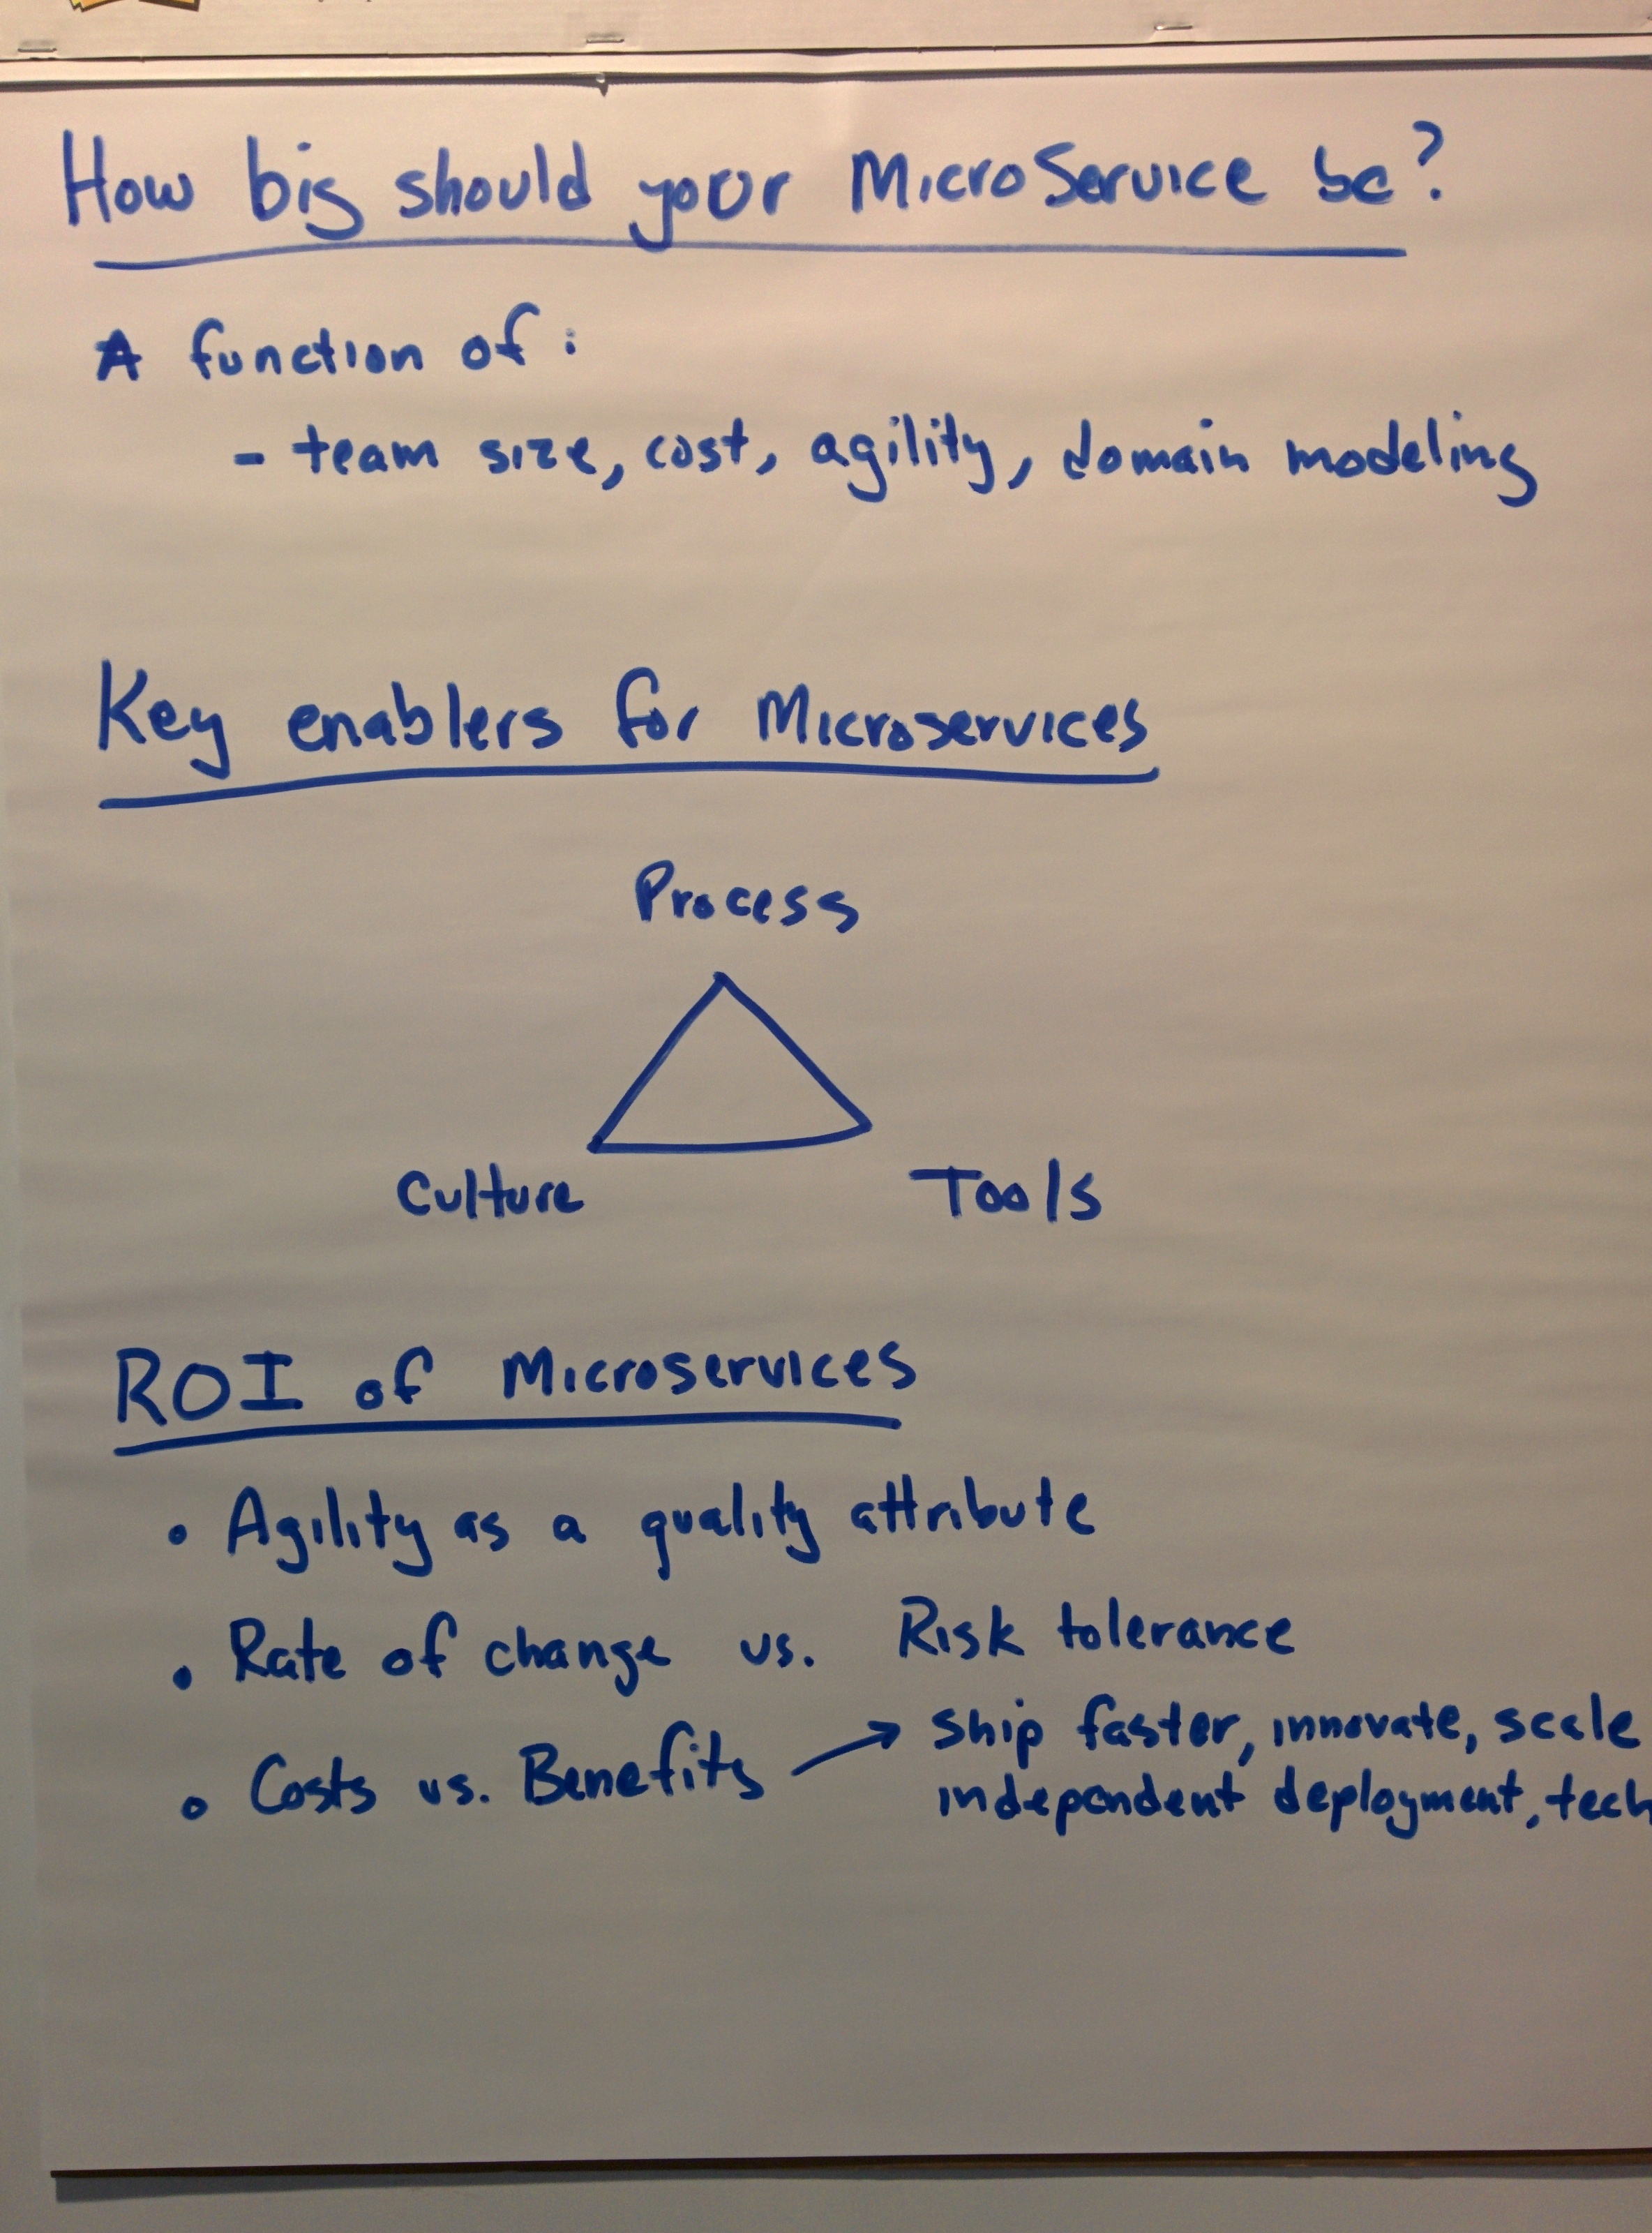 How big should your MicroService be?
A function of:
- team size, cost, agility, domain modeling
Key enablers for Microservices
Process
Culture
Tools
ROI of Microservices
• Agility as a quality attribute
• Rate of change vs. Risk tolerance
• Costs vs. Benefits → ship faster, innovate, scale
independent deployment, tech